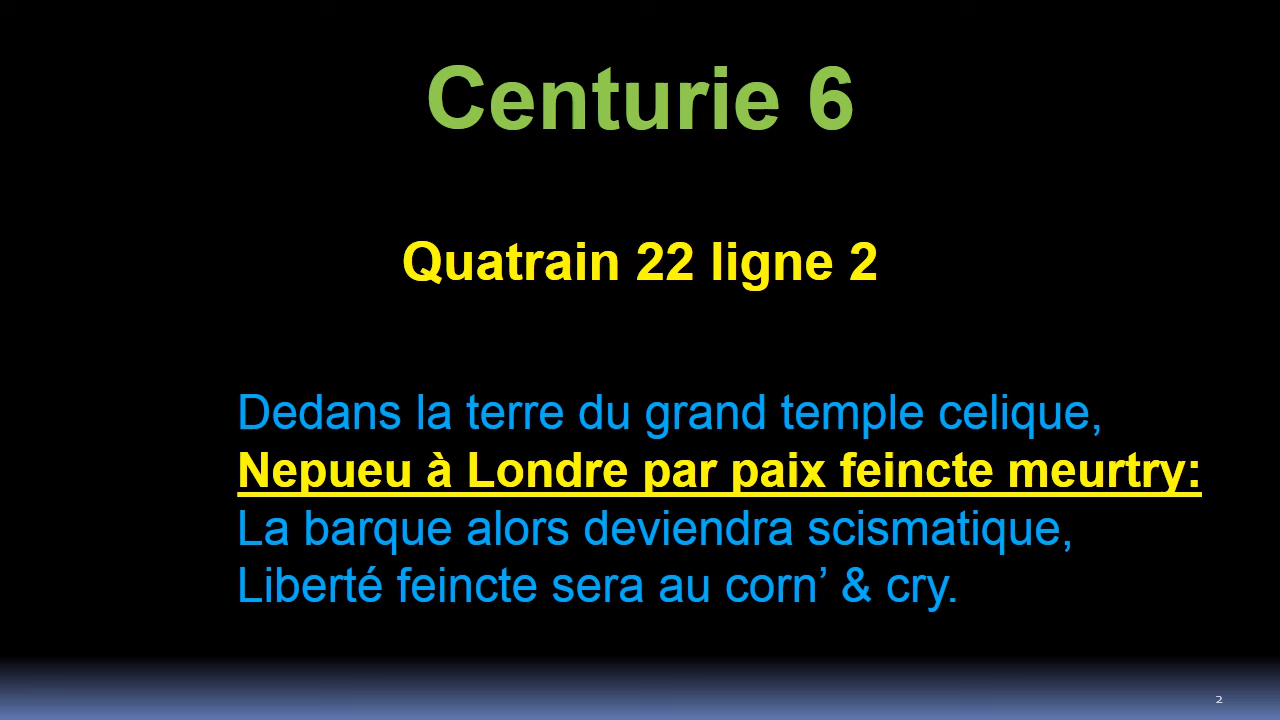 Centurie 6
Quatrain 22 ligne 2
Dedans la terre du grand temple celique,
Nepueu à Londre par paix feincte meurtry:
La barque alors deviendra scismatique,
Liberté feincte sera au corn’ & cry.
2